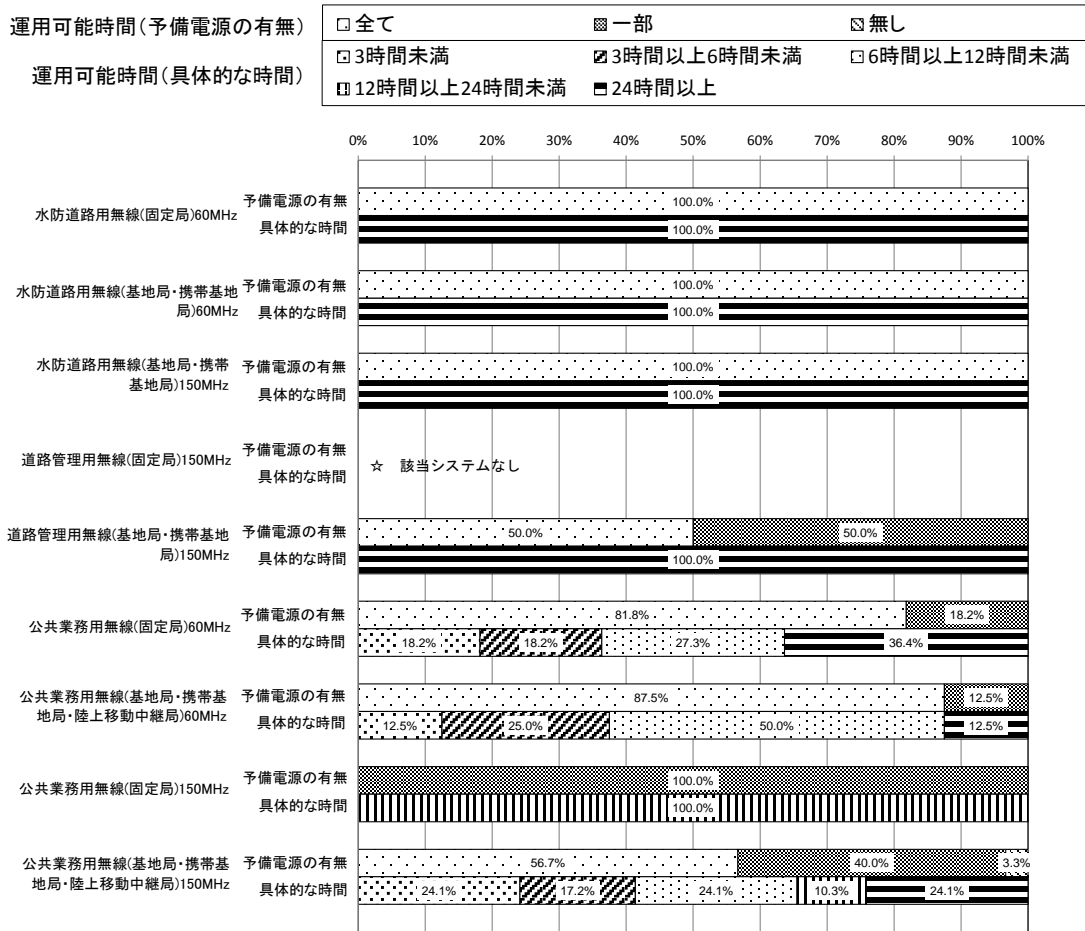 運用可能時間(予備電源の有無)
全て 一部 無し
運用可能時間(具体的な時間)
3時間未満 3時間以上6時間未満 6時間以上12時間未満
12時間以上24時間未満 24時間以上
0% 10% 20% 30% 40% 50% 60% 70% 80% 90% 100%
水防道路用無線(固定局)60MHz
予備電源の有無 100.0%
具体的な時間 100.0%
水防道路用無線(基地局・携帯基地
局)60MHz
予備電源の有無 100.0%
具体的な時間 100.0%
水防道路用無線(基地局・携帯
基地局)150MHz
予備電源の有無 100.0%
具体的な時間 100.0%
道路管理用無線(固定局)150MHz
予備電源の有無
具体的な時間
☆ 該当システムなし
道路管理用無線(基地局・携帯基地
局)150MHz
予備電源の有無 50.0% 50.0%
具体的な時間 100.0%
公共業務用無線(固定局)60MHz
予備電源の有無 81.8% 18.2%
具体的な時間 18.2% 18.2% 27.3% 36.4%
公共業務用無線(基地局・携帯基
地局・陸上移動中継局)60MHz
予備電源の有無 87.5% 12.5%
具体的な時間 12.5% 25.0% 50.0% 12.5%
公共業務用無線(固定局)150MHz
予備電源の有無 100.0%
具体的な時間 100.0%
公共業務用無線(基地局・携帯基
地局・陸上移動中継局)150MHz
予備電源の有無 56.7% 40.0% 3.3%
具体的な時間 24.1% 17.2% 24.1% 10.3% 24.1%